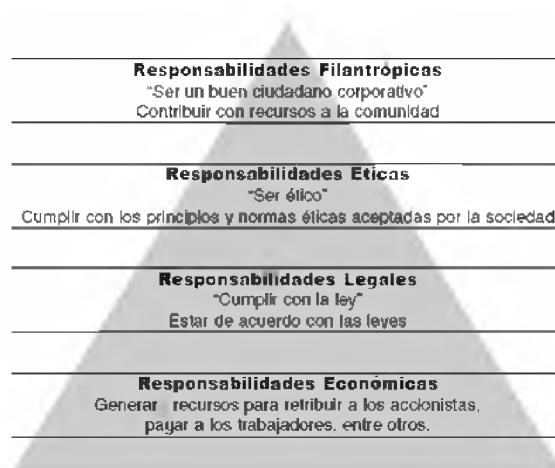 Responsabilidades Filantrópicas
"Ser un buen ciudadano corporativo"
Contribuir con recursos a la comunidad
Responsabilidades Eticas
"Ser ético"
Cumplir con los principios y normas éticas aceptadas por la sociedad
Responsabilidades Legales
"Cumplir con la ley"
Estar de acuerdo con las leyes
Responsabilidades Económicas
Generar recursos para retribuir a los accionistas,
pagar a los trabajadores, entre otros.